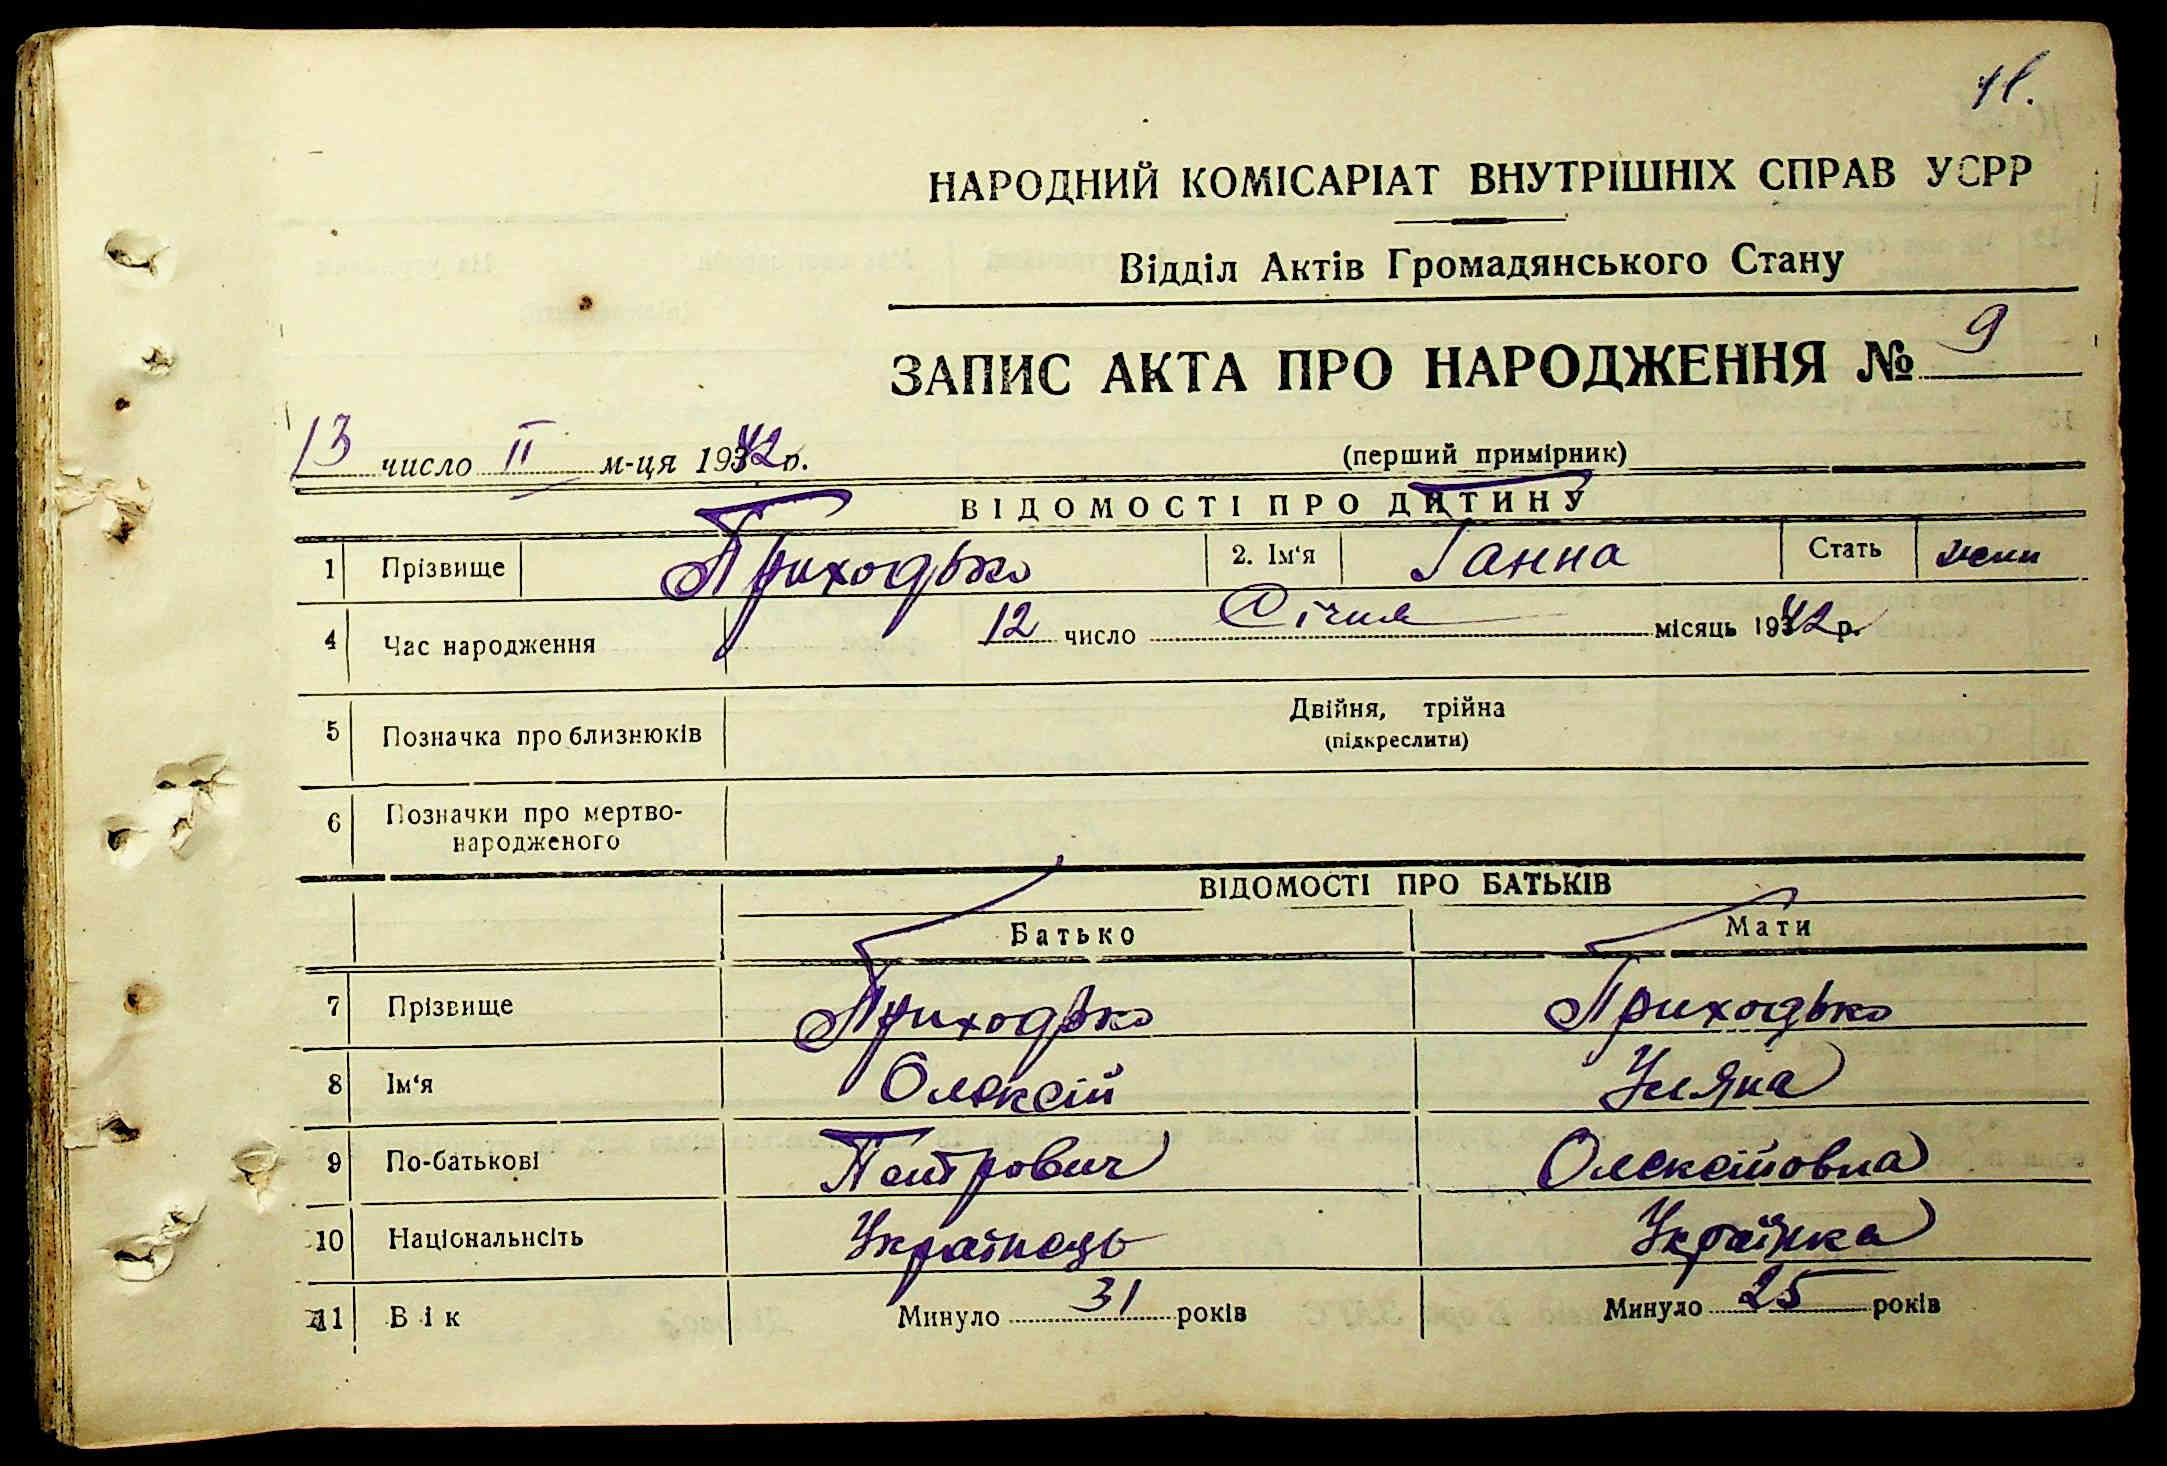 НАРОДНИЙ КОМІСАРІАТ ВНУТРІШНІХ СПРАВ УСРР
Відділ Актів Громадянського Стану
ЗАПИС АКТА ПРО НАРОДЖЕННЯ № 9
13 число II м-ця 1942 р.
(перший примірник)
ВІДОМОСТІ ПРО ДИТИНУ
1 Прізвище Приходько 2. Ім‘я Ганна Стать жін
4 Час народження 12 число Січня місяць 1942 р.
5 Позначка про близнюків Двійня, трійна
(підкреслити)
6 Позначки про мертво-
народженого
ВІДОМОСТІ ПРО БАТЬКІВ
Батько Мати
7 Прізвище Приходько Приходько
8 Ім‘я Олексій Уляна
9 По-батькові Петрович Олексійовна
10 Національність Українець Українка
11 Вік Минуло 31 років Минуло 25 років